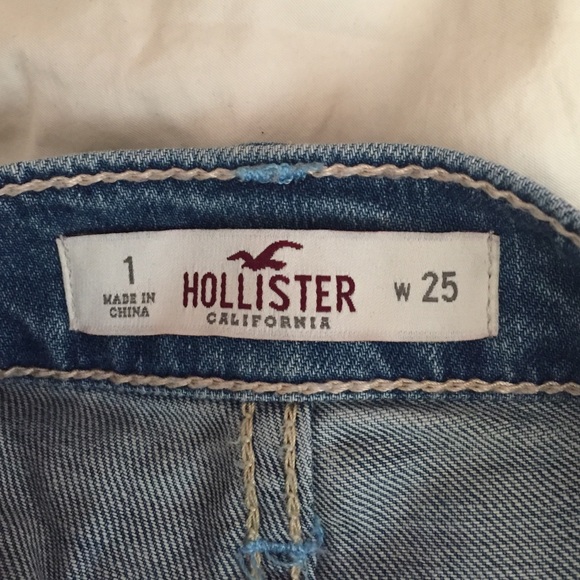 1
MADE IN
CHINA
HOLLISTER
CALIFORNIA
W 25